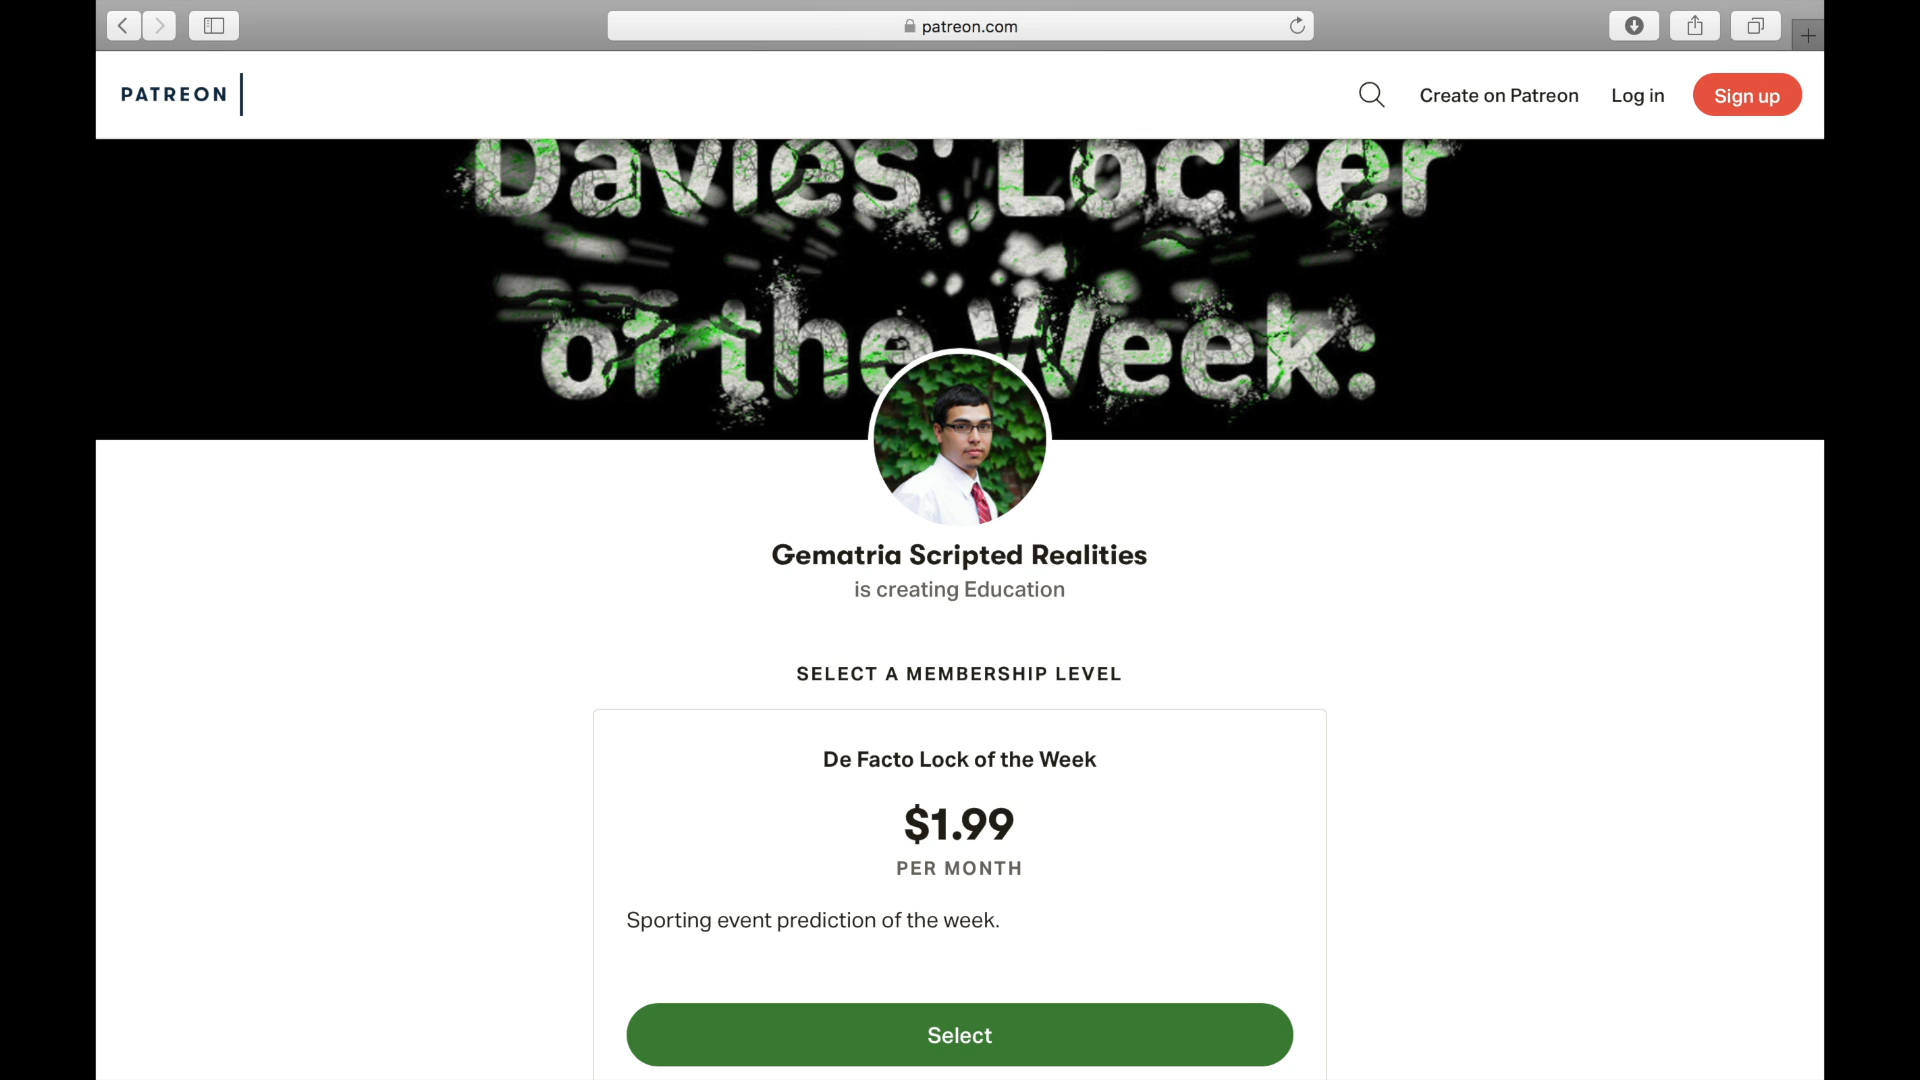 patreon.com
PATREON
Create on Patreon
Log in
Sign up
Davies' Locker
of the Week:
Gematria Scripted Realities
is creating Education
SELECT A MEMBERSHIP LEVEL
De Facto Lock of the Week
$1.99
PER MONTH
Sporting event prediction of the week.
Select